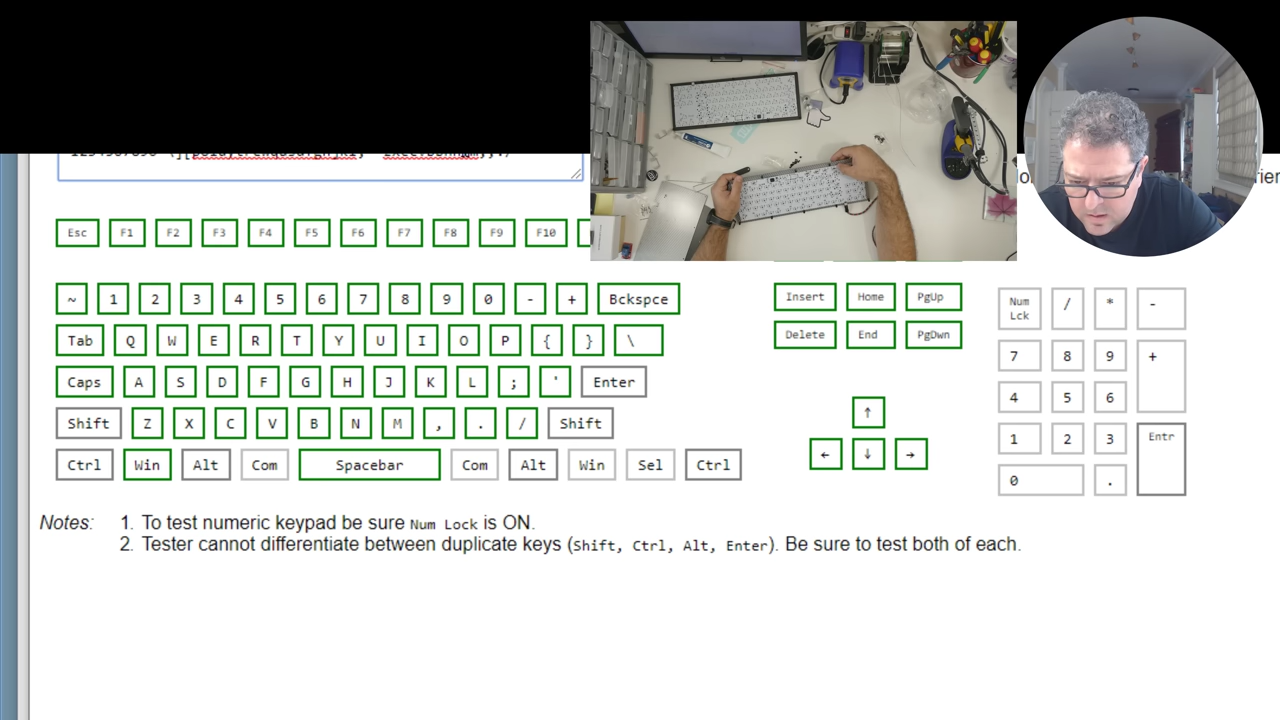 Esc F1 F2 F3 F4 F5 F6 F7 F8 F9 F10
~ 1 2 3 4 5 6 7 8 9 0 - + Bckspce
Tab Q W E R T Y U I O P { } \
Caps A S D F G H J K L ; ' Enter
Shift Z X C V B N M , . / Shift
Ctrl Win Alt Com Spacebar Com Alt Win Sel Ctrl
Insert Home PgUp
Delete End PgDwn
↑
← ↓ →
Num Lck / * -
7 8 9 +
4 5 6
1 2 3 Entr
0 .
Notes: 1. To test numeric keypad be sure Num Lock is ON.
2. Tester cannot differentiate between duplicate keys (Shift, Ctrl, Alt, Enter). Be sure to test both of each.